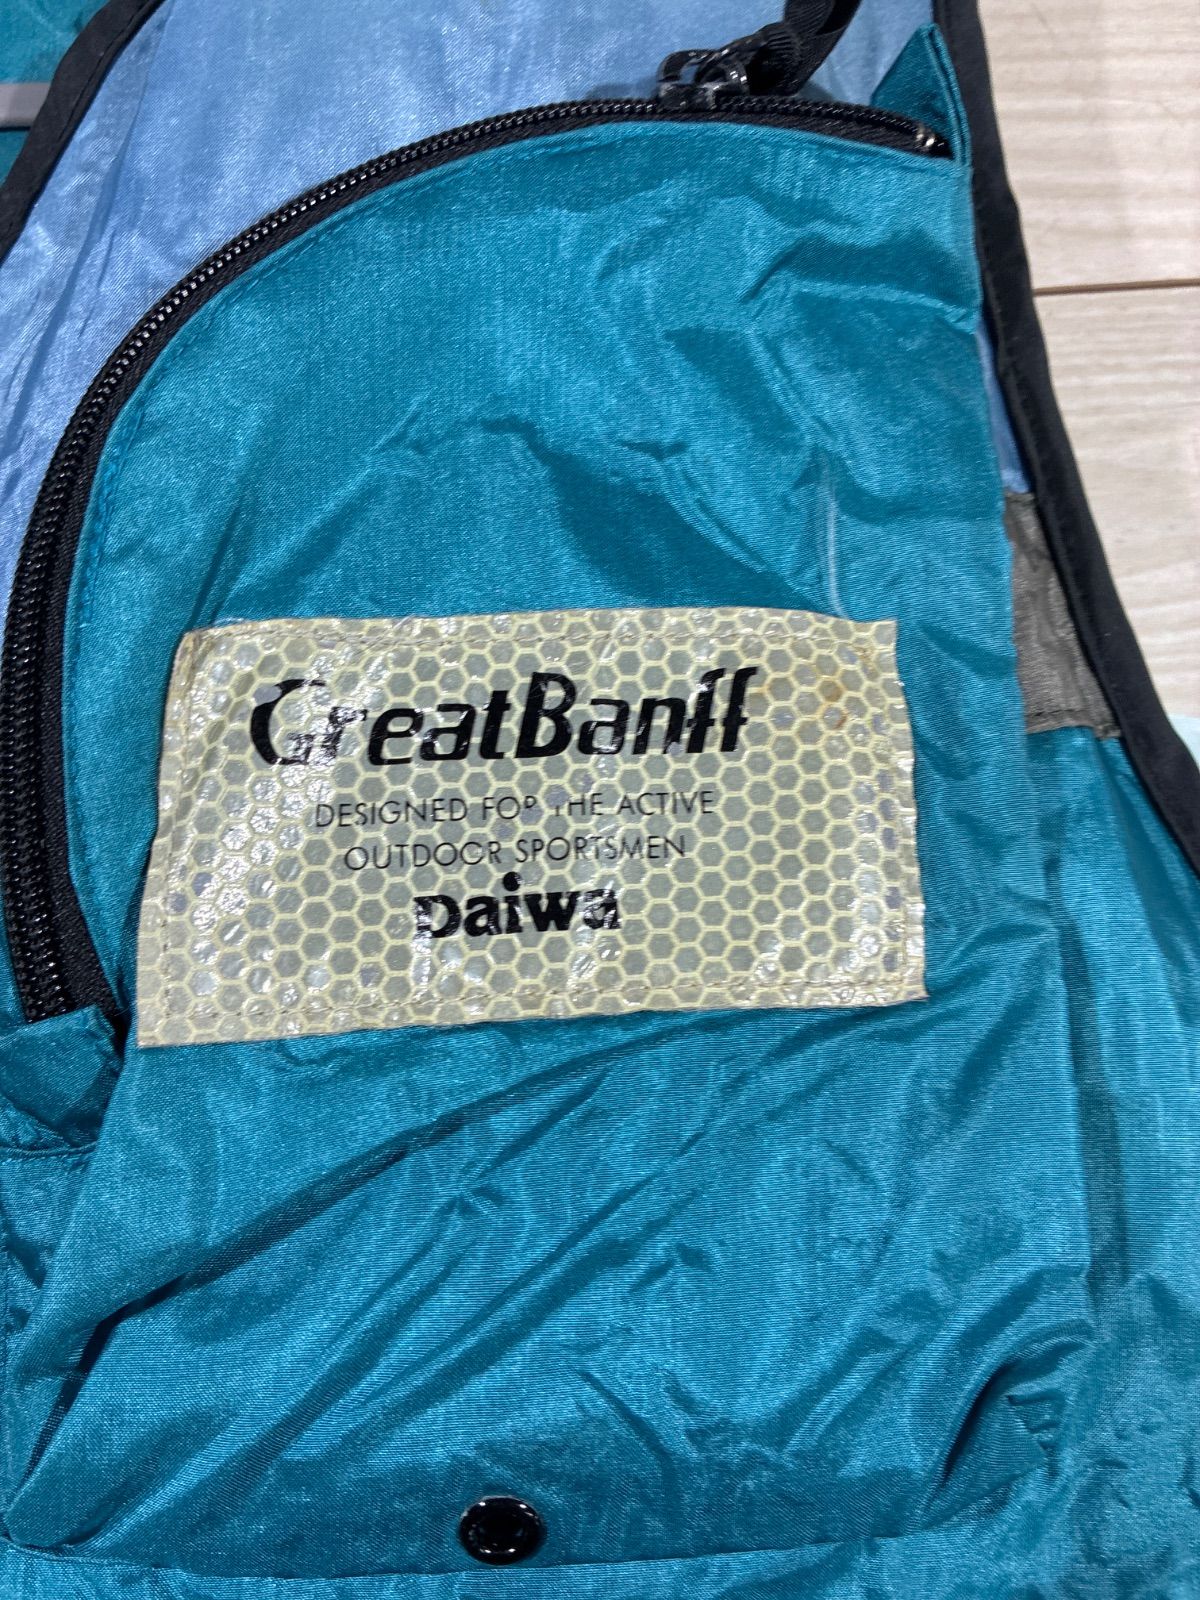 GreatBanff
DESIGNED FOR THE ACTIVE
OUTDOOR SPORTSMEN
Daiwa